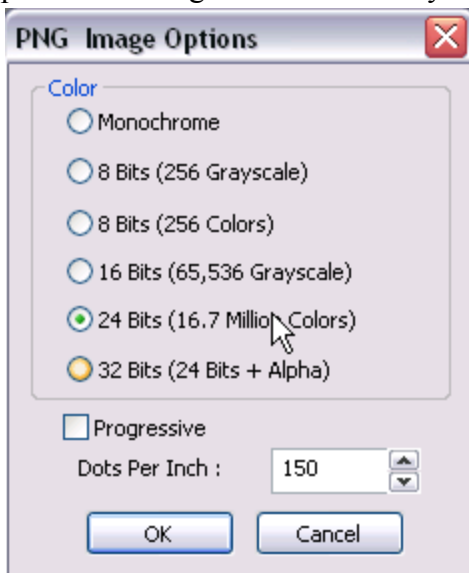 PNG Image Options
Color
Monochrome
8 Bits (256 Grayscale)
8 Bits (256 Colors)
16 Bits (65,536 Grayscale)
24 Bits (16.7 Million Colors)
32 Bits (24 Bits + Alpha)
Progressive
Dots Per Inch : 150
OK Cancel